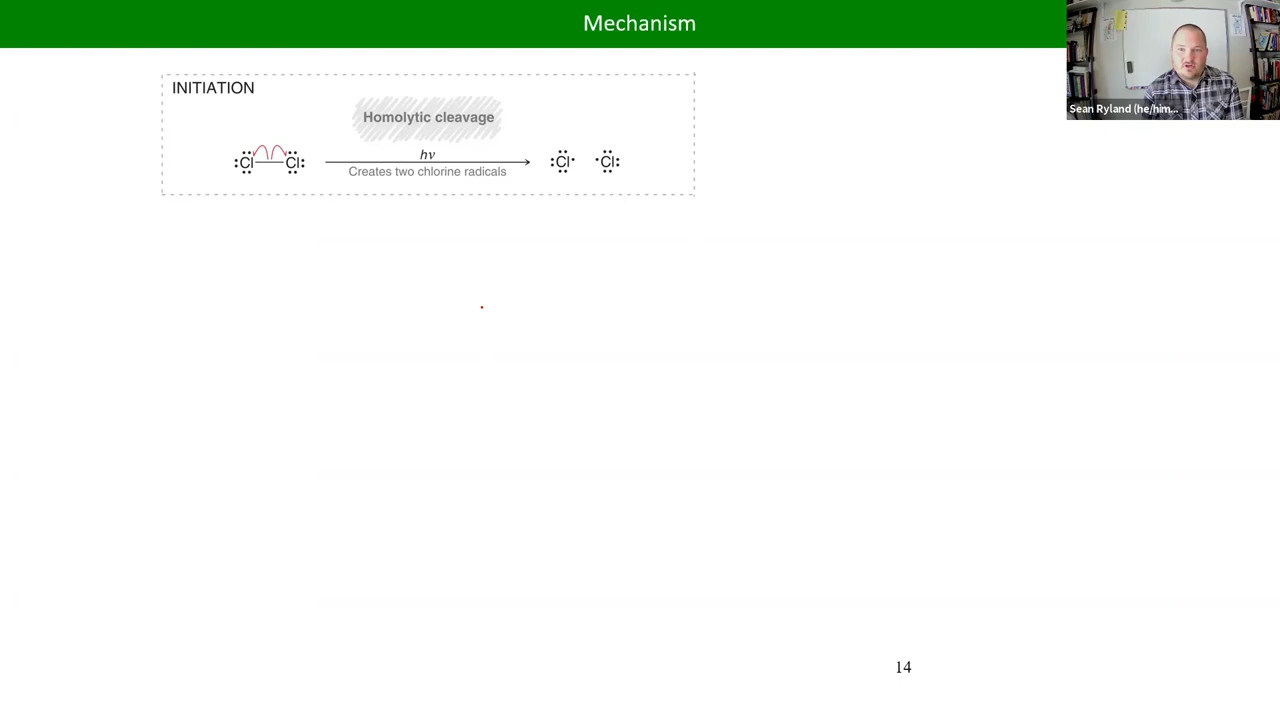 Mechanism
Sean Ryland (he/him...
INITIATION
Homolytic cleavage
:Cl—Cl: hν :Cl· ·Cl:
Creates two chlorine radicals
14